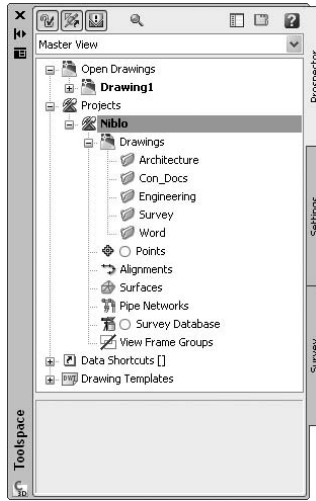 Master View
Open Drawings
Drawing1
Projects
Niblo
Drawings
Architecture
Con_Docs
Engineering
Survey
Word
Points
Alignments
Surfaces
Pipe Networks
Survey Database
View Frame Groups
Data Shortcuts []
Drawing Templates
Toolspace
Prospector
Settings
Survey